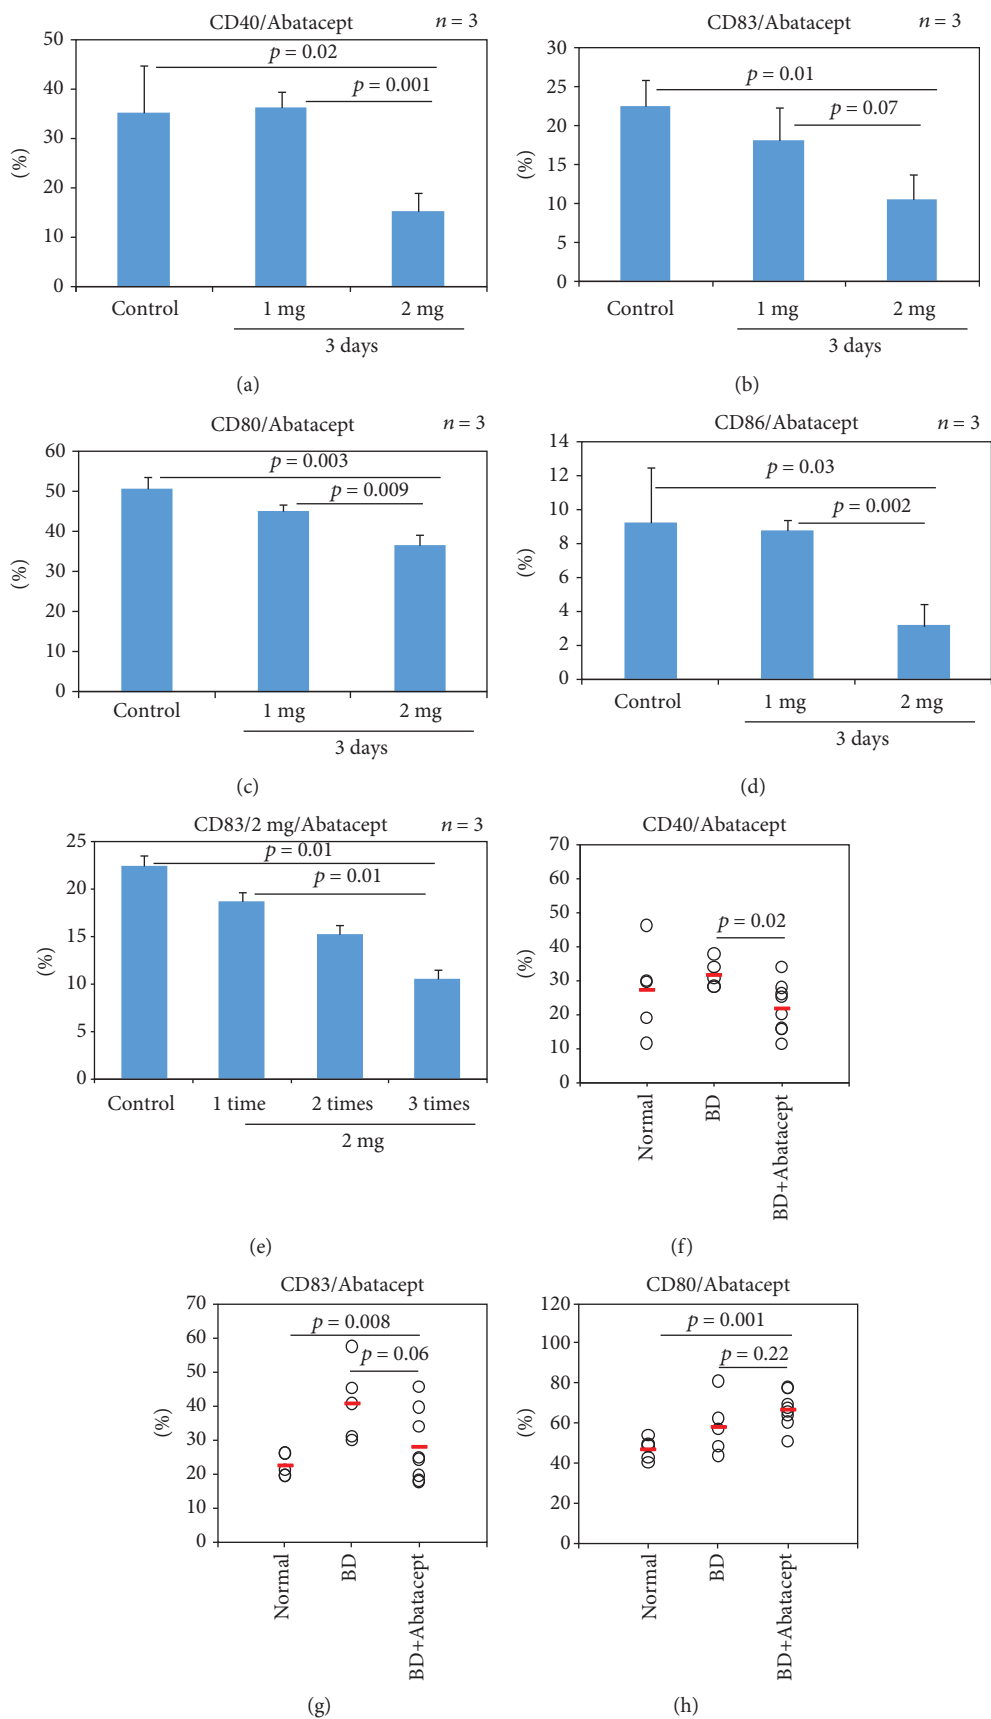 CD40/Abatacept n = 3
50
40
30
20
10
0
(%)
p = 0.02
p = 0.001
Control 1 mg 2 mg
3 days
(a)
CD83/Abatacept n = 3
30
25
20
15
10
5
0
(%)
p = 0.01
p = 0.07
Control 1 mg 2 mg
3 days
(b)
CD80/Abatacept n = 3
60
50
40
30
20
10
0
(%)
p = 0.003
p = 0.009
Control 1 mg 2 mg
3 days
(c)
CD86/Abatacept n = 3
14
12
10
8
6
4
2
0
(%)
p = 0.03
p = 0.002
Control 1 mg 2 mg
3 days
(d)
CD83/2 mg/Abatacept n = 3
25
20
15
10
5
0
(%)
p = 0.01
p = 0.01
Control 1 time 2 times 3 times
2 mg
(e)
CD40/Abatacept
70
60
50
40
30
20
10
0
(%)
p = 0.02
Normal
BD
BD+Abatacept
(f)
CD83/Abatacept
70
60
50
40
30
20
10
0
(%)
p = 0.008
p = 0.06
Normal
BD
BD+Abatacept
(g)
CD80/Abatacept
120
100
80
60
40
20
0
(%)
p = 0.001
p = 0.22
Normal
BD
BD+Abatacept
(h)